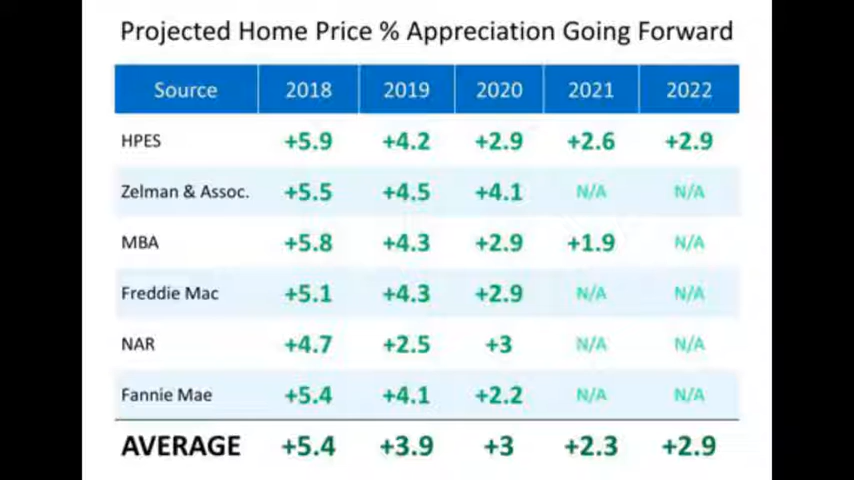 Projected Home Price % Appreciation Going Forward
Source 2018 2019 2020 2021 2022
HPES +5.9 +4.2 +2.9 +2.6 +2.9
Zelman & Assoc. +5.5 +4.5 +4.1 N/A N/A
MBA +5.8 +4.3 +2.9 +1.9 N/A
Freddie Mac +5.1 +4.3 +2.9 N/A N/A
NAR +4.7 +2.5 +3 N/A N/A
Fannie Mae +5.4 +4.1 +2.2 N/A N/A
AVERAGE +5.4 +3.9 +3 +2.3 +2.9